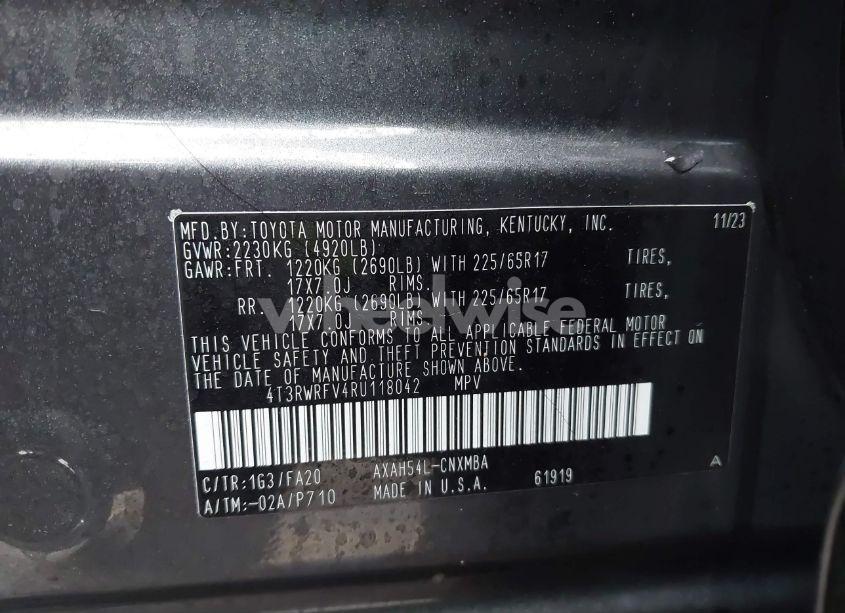 MFD.BY:TOYOTA MOTOR MANUFACTURING, KENTUCKY, INC. 11/23
GVWR:2230KG (4920LB)
GAWR:FRT. 1220KG (2690LB) WITH 225/65R17 TIRES,
17X7.0J RIMS.
RR. 1220KG (2690LB) WITH 225/65R17 TIRES,
17X7.0J RIMS.
wheelwise
THIS VEHICLE CONFORMS TO ALL APPLICABLE FEDERAL MOTOR
VEHICLE SAFETY AND THEFT PREVENTION STANDARDS IN EFFECT ON
THE DATE OF MANUFACTURE SHOWN ABOVE.
4T3RWRFV4RU118042 MPV
C/TR:1G3/FA20 AXAH54L-CNXMBA A
A/TM:-02A/P710 MADE IN U.S.A. 61919